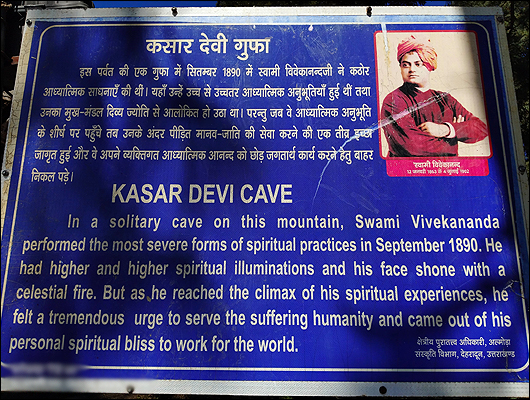 कसार देवी गुफा
इस पर्वत की एक गुफा में सितम्बर 1890 में स्वामी विवेकानन्दजी ने कठोर
आध्यात्मिक साधनाएँ की थीं। यहाँ उन्हें उच्च से उच्चतर आध्यात्मिक अनुभूतियाँ हुई थीं तथा
उनका मुख-मंडल दिव्य ज्योति से आलोकित हो उठा था। परन्तु जब वे आध्यात्मिक अनुभूति
के शीर्ष पर पहुँचे तब उनके अंदर पीड़ित मानव-जाति की सेवा करने की एक तीव्र इच्छा
जागृत हुई और वे अपने व्यक्तिगत आध्यात्मिक आनन्द को छोड़ जगतार्थ कार्य करने हेतु बाहर
निकल पड़े।
स्वामी विवेकानन्द
12 जनवरी 1863 से 4 जुलाई 1902
KASAR DEVI CAVE
In a solitary cave on this mountain, Swami Vivekananda
performed the most severe forms of spiritual practices in September 1890. He
had higher and higher spiritual illuminations and his face shone with a
celestial fire. But as he reached the climax of his spiritual experiences, he
felt a tremendous urge to serve the suffering humanity and came out of his
personal spiritual bliss to work for the world.
क्षेत्रीय पुरातत्व अधिकारी, अल्मोड़ा
संस्कृति विभाग, देहरादून, उत्तराखण्ड